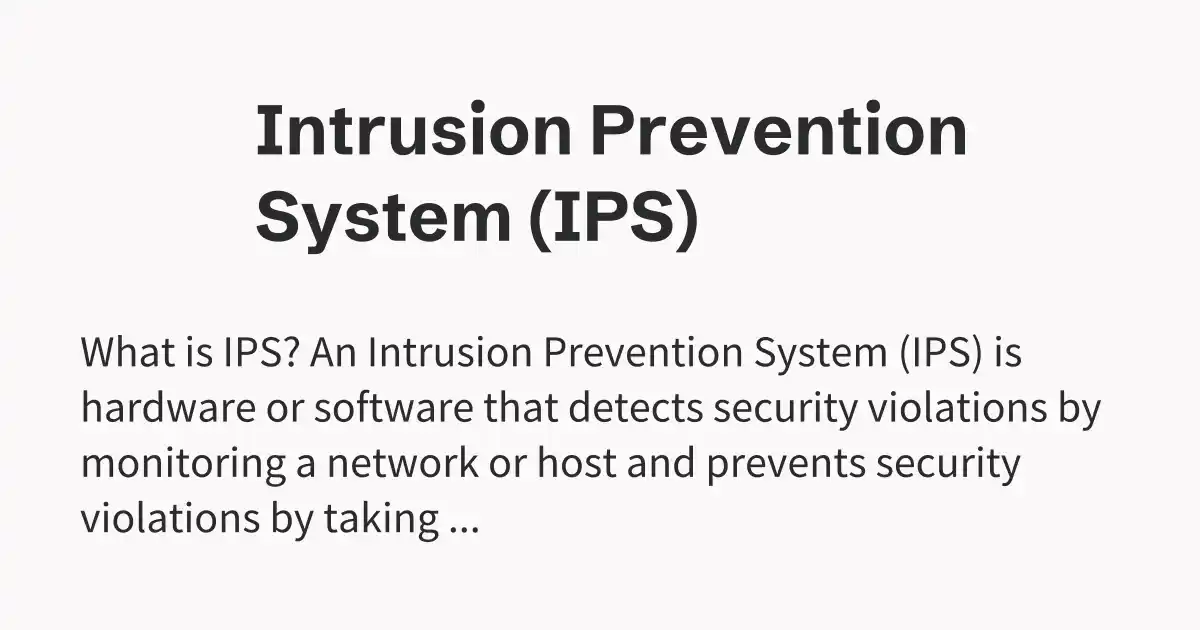 Intrusion Prevention
System (IPS)
What is IPS? An Intrusion Prevention System (IPS) is
hardware or software that detects security violations by
monitoring a network or host and prevents security
violations by taking ...